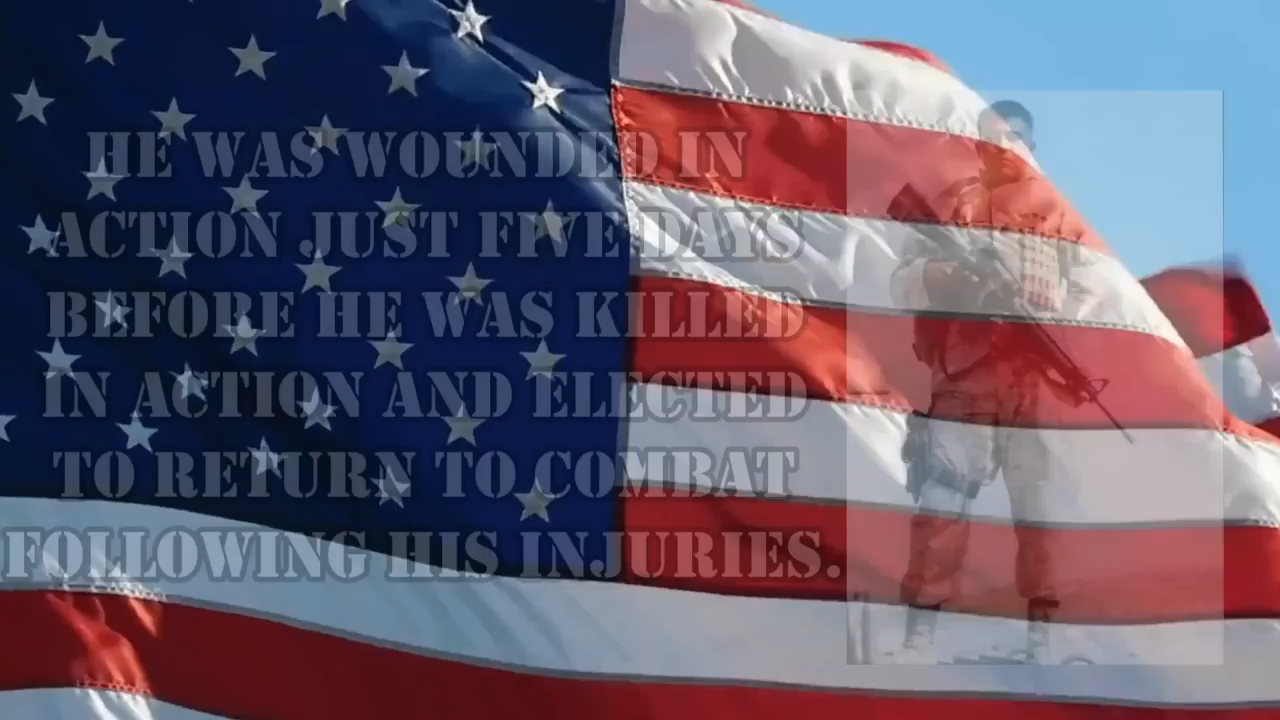 HE WAS WOUNDED IN
ACTION JUST FIVE DAYS
BEFORE HE WAS KILLED
IN ACTION AND ELECTED
TO RETURN TO COMBAT
FOLLOWING HIS INJURIES.